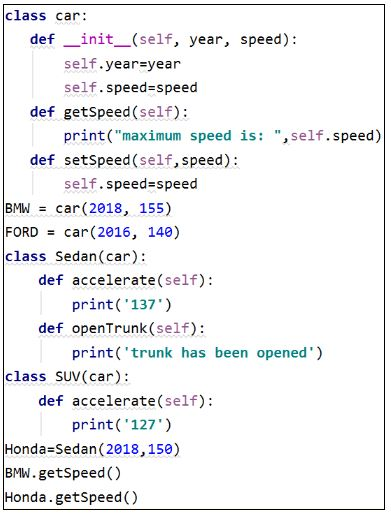 class car:
    def __init__(self, year, speed):
        self.year=year
        self.speed=speed
    def getSpeed(self):
        print("maximum speed is: ",self.speed)
    def setSpeed(self,speed):
        self.speed=speed
BMW = car(2018, 155)
FORD = car(2016, 140)
class Sedan(car):
    def accelerate(self):
        print('137')
    def openTrunk(self):
        print('trunk has been opened')
class SUV(car):
    def accelerate(self):
        print('127')
Honda=Sedan(2018,150)
BMW.getSpeed()
Honda.getSpeed()